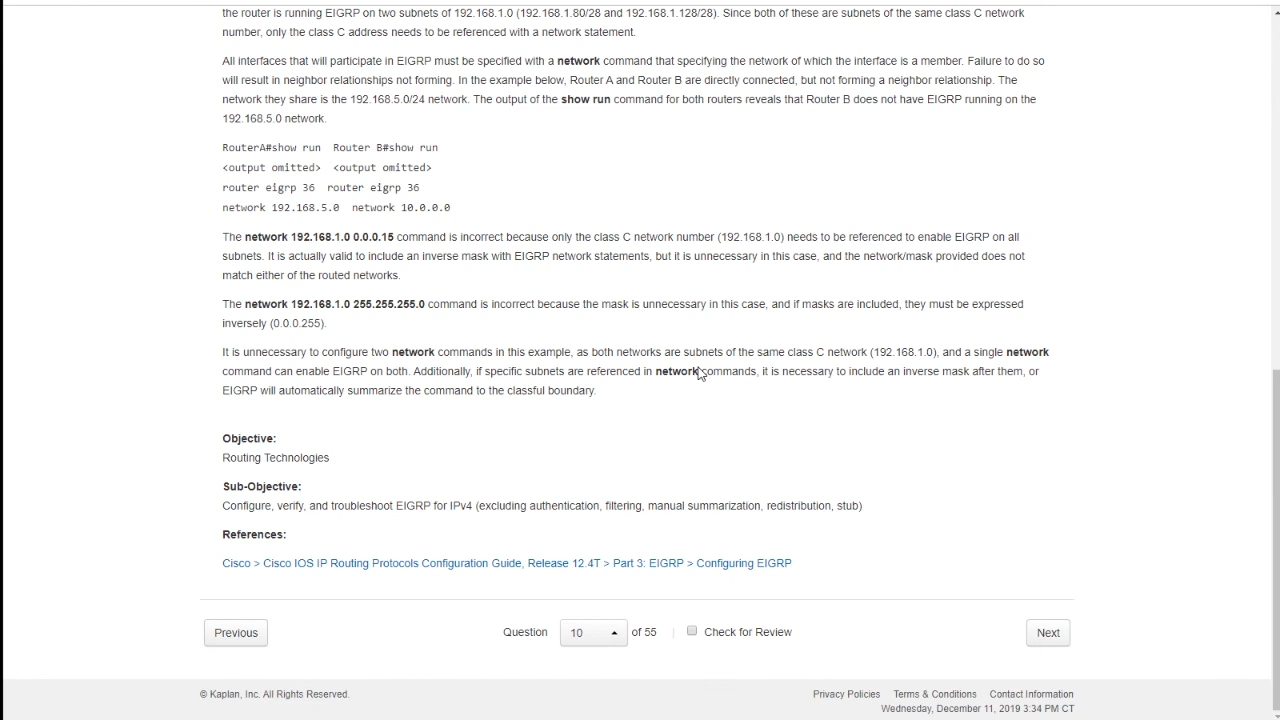 the router is running EIGRP on two subnets of 192.168.1.0 (192.168.1.80/28 and 192.168.1.128/28). Since both of these are subnets of the same class C network
number, only the class C address needs to be referenced with a network statement.
All interfaces that will participate in EIGRP must be specified with a network command that specifying the network of which the interface is a member. Failure to do so
will result in neighbor relationships not forming. In the example below, Router A and Router B are directly connected, but not forming a neighbor relationship. The
network they share is the 192.168.5.0/24 network. The output of the show run command for both routers reveals that Router B does not have EIGRP running on the
192.168.5.0 network.
RouterA#show run  Router B#show run
<output omitted>  <output omitted>
router eigrp 36  router eigrp 36
network 192.168.5.0  network 10.0.0.0
The network 192.168.1.0 0.0.0.15 command is incorrect because only the class C network number (192.168.1.0) needs to be referenced to enable EIGRP on all
subnets. It is actually valid to include an inverse mask with EIGRP network statements, but it is unnecessary in this case, and the network/mask provided does not
match either of the routed networks.
The network 192.168.1.0 255.255.255.0 command is incorrect because the mask is unnecessary in this case, and if masks are included, they must be expressed
inversely (0.0.0.255).
It is unnecessary to configure two network commands in this example, as both networks are subnets of the same class C network (192.168.1.0), and a single network
command can enable EIGRP on both. Additionally, if specific subnets are referenced in network commands, it is necessary to include an inverse mask after them, or
EIGRP will automatically summarize the command to the classful boundary.
Objective:
Routing Technologies
Sub-Objective:
Configure, verify, and troubleshoot EIGRP for IPv4 (excluding authentication, filtering, manual summarization, redistribution, stub)
References:
Cisco > Cisco IOS IP Routing Protocols Configuration Guide, Release 12.4T > Part 3: EIGRP > Configuring EIGRP
Previous Question 10 of 55 | Check for Review Next
© Kaplan, Inc. All Rights Reserved. Privacy Policies Terms & Conditions Contact Information
Wednesday, December 11, 2019 3:34 PM CT